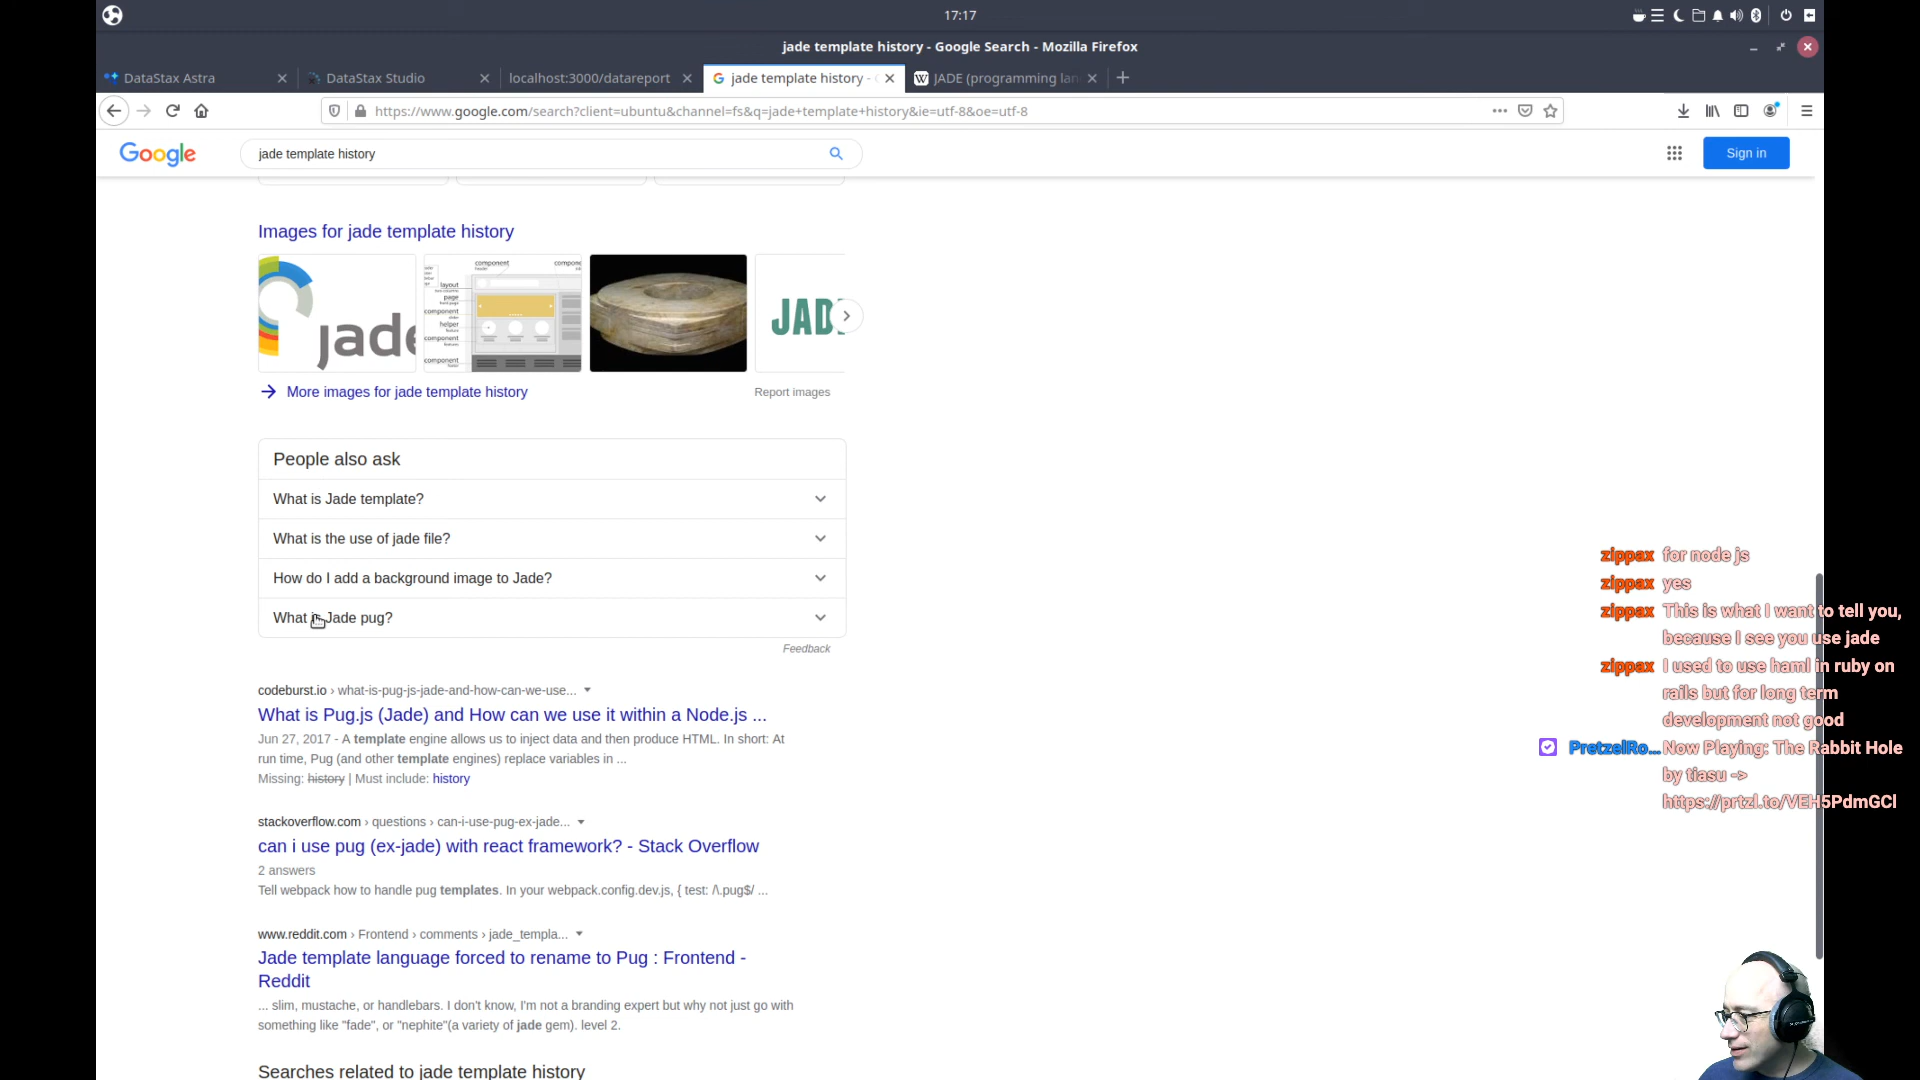 17:17
jade template history - Google Search - Mozilla Firefox
DataStax Astra
DataStax Studio
localhost:3000/datareport
jade template history -
JADE (programming lan
https://www.google.com/search?client=ubuntu&channel=fs&q=jade+template+history&ie=utf-8&oe=utf-8
Google
jade template history
Sign in
Images for jade template history
jade
JADE
component
layout
page
component
helper
component
component
More images for jade template history
Report images
People also ask
What is Jade template?
What is the use of jade file?
How do I add a background image to Jade?
What is Jade pug?
Feedback
codeburst.io › what-is-pug-js-jade-and-how-can-we-use...
What is Pug.js (Jade) and How can we use it within a Node.js ...
Jun 27, 2017 - A template engine allows us to inject data and then produce HTML. In short: At
run time, Pug (and other template engines) replace variables in ...
Missing: history | Must include: history
stackoverflow.com › questions › can-i-use-pug-ex-jade...
can i use pug (ex-jade) with react framework? - Stack Overflow
2 answers
Tell webpack how to handle pug templates. In your webpack.config.dev.js, { test: /\.pug$/ ...
www.reddit.com › Frontend › comments › jade_templa...
Jade template language forced to rename to Pug : Frontend -
Reddit
... slim, mustache, or handlebars. I don't know, I'm not a branding expert but why not just go with
something like "fade", or "nephite"(a variety of jade gem). level 2.
Searches related to jade template history
zippax for node js
zippax yes
zippax This is what I want to tell you,
because I see you use jade
zippax I used to use haml in ruby on
rails but for long term
development not good
PretzelRo... Now Playing: The Rabbit Hole
by tiasu ->
https://prtzl.to/VEH5PdmGCl